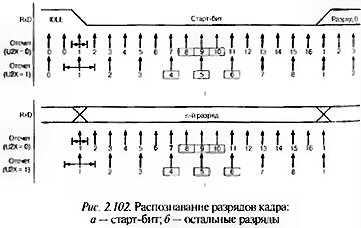 RxD IDLE Старт-бит Разряд 0
Отсчет
(U2X = 0) 0 0 1 2 3 4 5 6 7 8 9 10 11 12 13 14 15 16 1 2 3
Отсчет
(U2X = 1) 0 1 2 3 4 5 6 7 8 1
RxD n-й разряд
Отсчет
(U2X = 0) 1 2 3 4 5 6 7 8 9 10 11 12 13 14 15 16 1
Отсчет
(U2X = 1) 1 2 3 4 5 6 7 8 1
Рис. 2.102. Распознавание разрядов кадра:
а — старт-бит; б — остальные разряды